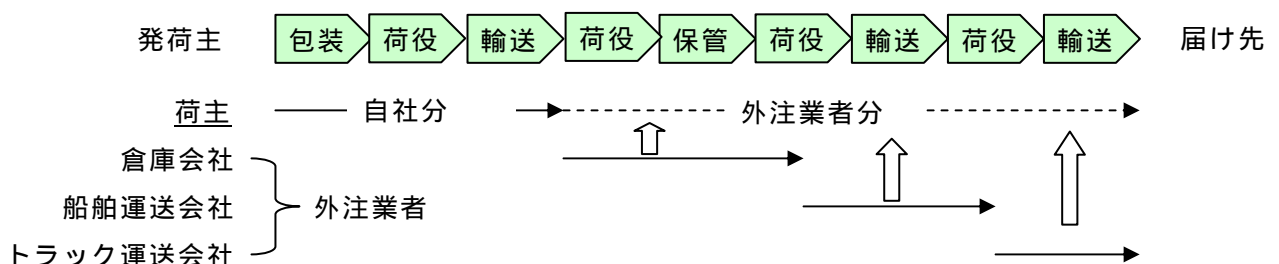 発荷主 包装 荷役 輸送 荷役 保管 荷役 輸送 荷役 輸送 届け先
荷主 自社分 外注業者分
倉庫会社
船舶運送会社 外注業者
トラック運送会社